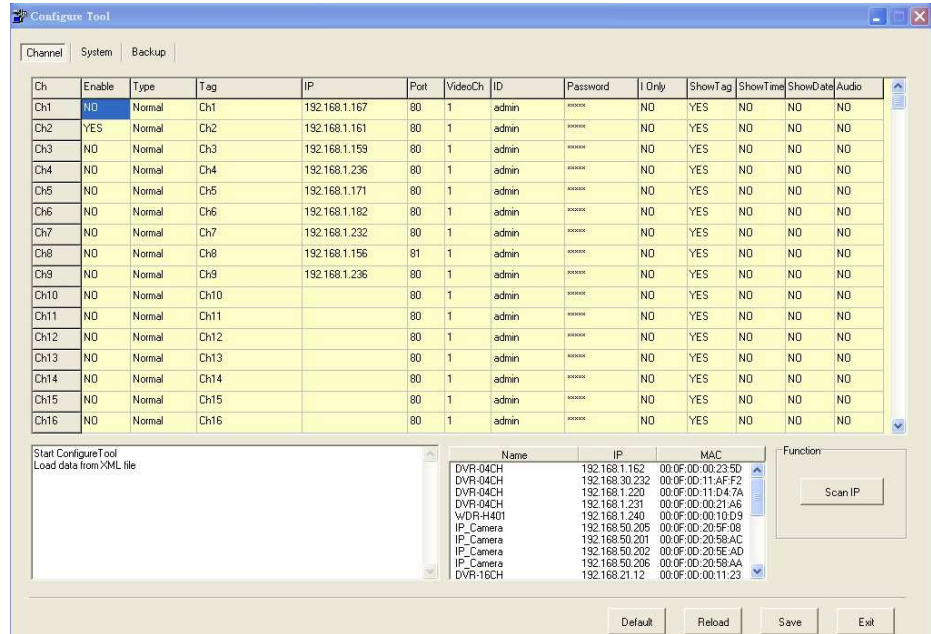 Configure Tool
Channel System Backup
Ch Enable Type Tag IP Port VideoCh ID Password I Only ShowTag ShowTime ShowDate Audio
Ch1 NO Normal Ch1 192.168.1.167 80 1 admin ***** NO YES NO NO NO
Ch2 YES Normal Ch2 192.168.1.161 80 1 admin ***** NO YES NO NO NO
Ch3 NO Normal Ch3 192.168.1.159 80 1 admin ***** NO YES NO NO NO
Ch4 NO Normal Ch4 192.168.1.236 80 1 admin ***** NO YES NO NO NO
Ch5 NO Normal Ch5 192.168.1.171 80 1 admin ***** NO YES NO NO NO
Ch6 NO Normal Ch6 192.168.1.182 80 1 admin ***** NO YES NO NO NO
Ch7 NO Normal Ch7 192.168.1.232 80 1 admin ***** NO YES NO NO NO
Ch8 NO Normal Ch8 192.168.1.156 81 1 admin ***** NO YES NO NO NO
Ch9 NO Normal Ch9 192.168.1.236 80 1 admin ***** NO YES NO NO NO
Ch10 NO Normal Ch10 80 1 admin ***** NO YES NO NO NO
Ch11 NO Normal Ch11 80 1 admin ***** NO YES NO NO NO
Ch12 NO Normal Ch12 80 1 admin ***** NO YES NO NO NO
Ch13 NO Normal Ch13 80 1 admin ***** NO YES NO NO NO
Ch14 NO Normal Ch14 80 1 admin ***** NO YES NO NO NO
Ch15 NO Normal Ch15 80 1 admin ***** NO YES NO NO NO
Ch16 NO Normal Ch16 80 1 admin ***** NO YES NO NO NO
Start ConfigureTool
Load data from XML file
Name IP MAC
DVR-04CH 192.168.1.162 00:0F:0D:00:23:5D
DVR-04CH 192.168.30.232 00:0F:0D:11:AF:F2
DVR-04CH 192.168.1.220 00:0F:0D:11:D4:7A
DVR-04CH 192.168.1.231 00:0F:0D:00:21:A6
WDR-H401 192.168.1.240 00:0F:0D:00:10:D9
IP_Camera 192.168.50.205 00:0F:0D:20:5F:08
IP_Camera 192.168.50.201 00:0F:0D:20:58:AC
IP_Camera 192.168.50.202 00:0F:0D:20:5E:AD
IP_Camera 192.168.50.206 00:0F:0D:20:58:AA
DVR-16CH 192.168.21.12 00:0F:0D:00:11:23
Function
Scan IP
Default Reload Save Exit